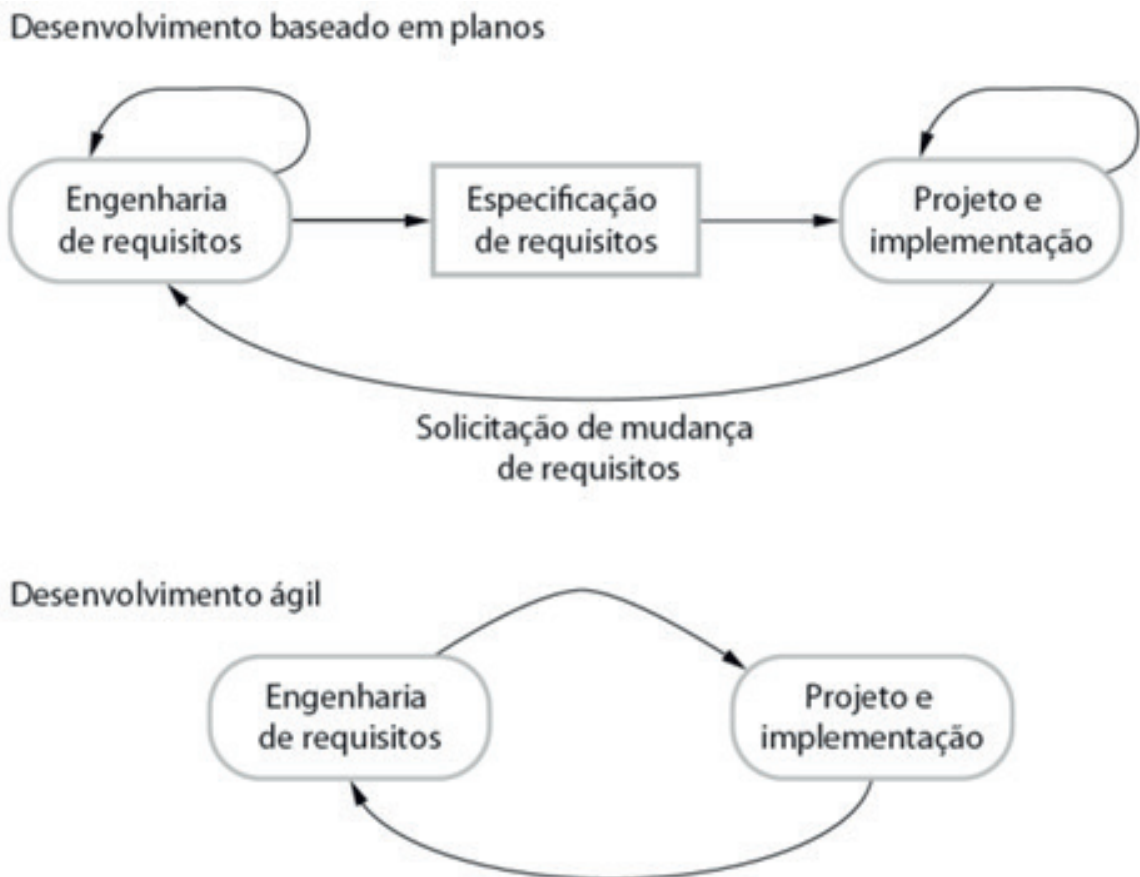 Desenvolvimento baseado em planos
Engenharia
de requisitos
Especificação
de requisitos
Projeto e
implementação
Solicitação de mudança
de requisitos
Desenvolvimento ágil
Engenharia
de requisitos
Projeto e
implementação